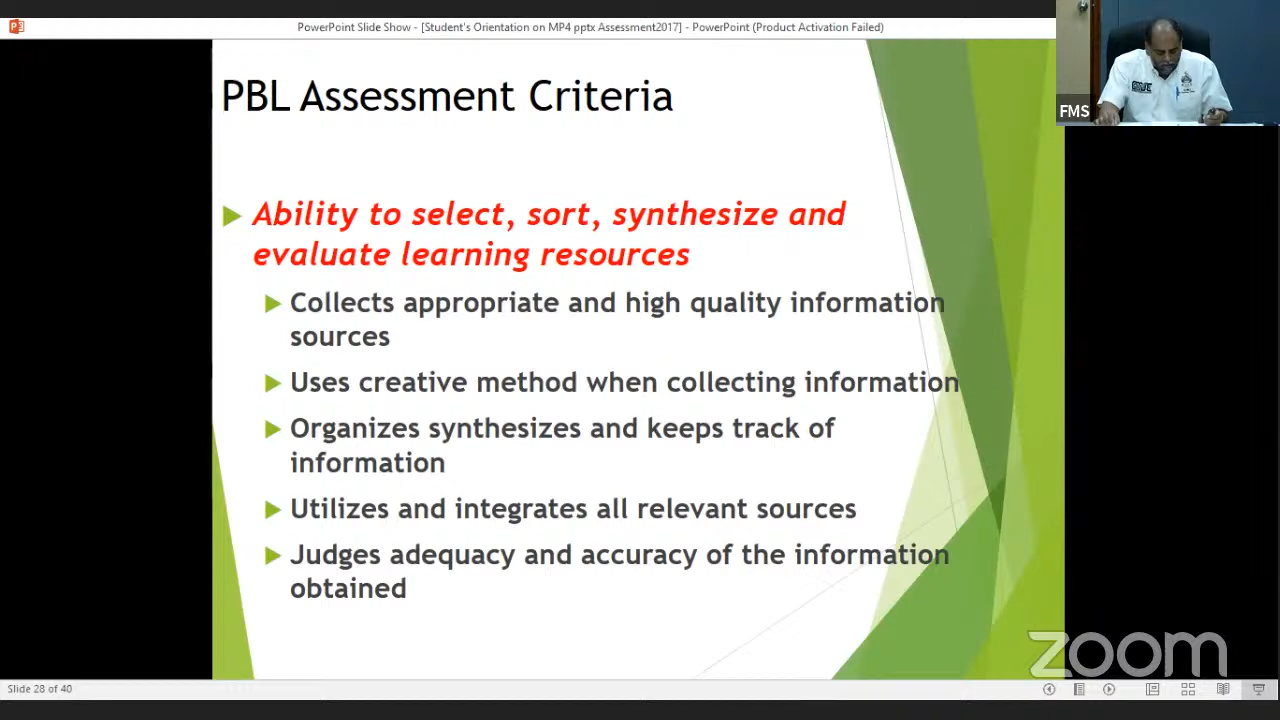 PowerPoint Slide Show - [Student's Orientation on MP4 pptx Assessment2017] - PowerPoint (Product Activation Failed)
FMS
PBL Assessment Criteria
Ability to select, sort, synthesize and
evaluate learning resources
Collects appropriate and high quality information
sources
Uses creative method when collecting information
Organizes synthesizes and keeps track of
information
Utilizes and integrates all relevant sources
Judges adequacy and accuracy of the information
obtained
zoom
Slide 28 of 40